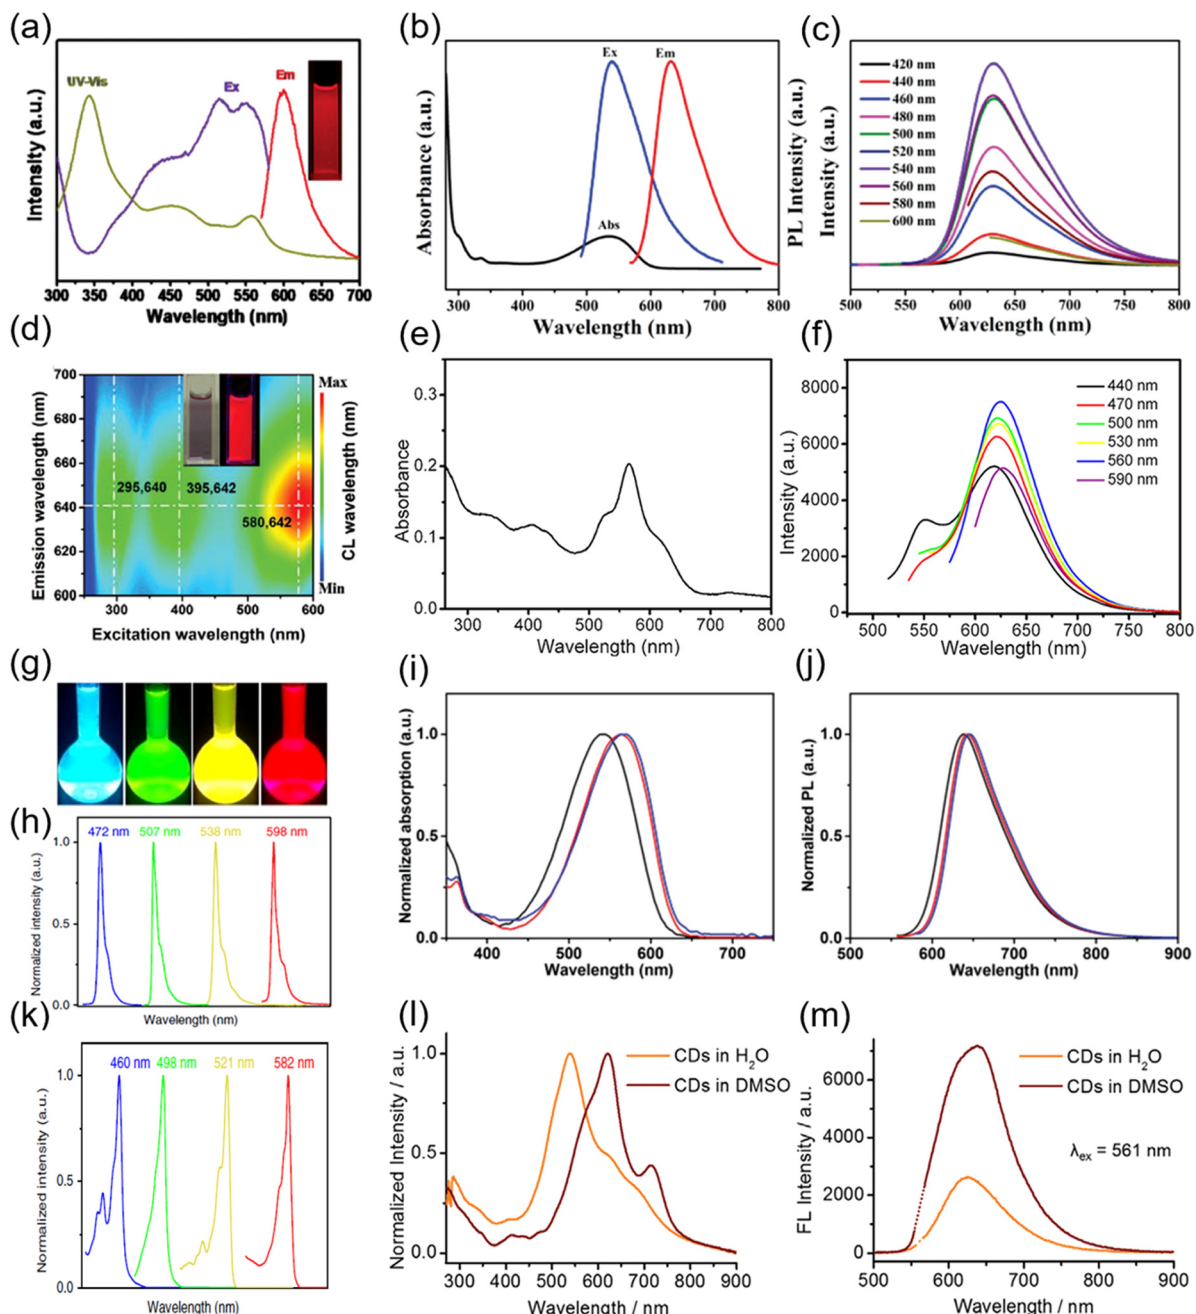 (a)
UV-Vis
Ex
Em
Intensity (a.u.)
300 350 400 450 500 550 600 650 700
Wavelength (nm)
(b)
Ex
Em
Abs
Absorbance (a.u.)
PL Intensity (a.u.)
300 400 500 600 700 800
Wavelength (nm)
(c)
420 nm
440 nm
460 nm
480 nm
500 nm
520 nm
540 nm
560 nm
580 nm
600 nm
Intensity (a.u.)
500 550 600 650 700 750 800
Wavelength (nm)
(d)
700
680
660
640
620
600
Emission wavelength (nm)
295,640
395,642
580,642
Max
Min
CL wavelength (nm)
300 400 500 600
Excitation wavelength (nm)
(e)
0.3
0.2
0.1
0.0
Absorbance
300 400 500 600 700 800
Wavelength (nm)
(f)
8000
6000
4000
2000
0
Intensity (a.u.)
440 nm
470 nm
500 nm
530 nm
560 nm
590 nm
500 550 600 650 700 750 800
Wavelength (nm)
(g)
(h)
472 nm 507 nm 538 nm 598 nm
1.0
0.5
0.0
Normalized intensity (a.u.)
Wavelength (nm)
(i)
1.0
0.5
0.0
Normalized absorption (a.u.)
400 500 600 700
Wavelength (nm)
(j)
1.0
0.5
0.0
Normalized PL (a.u.)
500 600 700 800 900
Wavelength (nm)
(k)
460 nm 498 nm 521 nm 582 nm
1.0
0.5
0.0
Normalized intensity (a.u.)
Wavelength (nm)
(l)
CDs in H2O
CDs in DMSO
1.0
0.5
0.0
Normalized Intensity / a.u.
300 400 500 600 700 800 900
Wavelength / nm
(m)
CDs in H2O
CDs in DMSO
λex = 561 nm
6000
4000
2000
0
FL Intensity / a.u.
500 600 700 800 900
Wavelength / nm